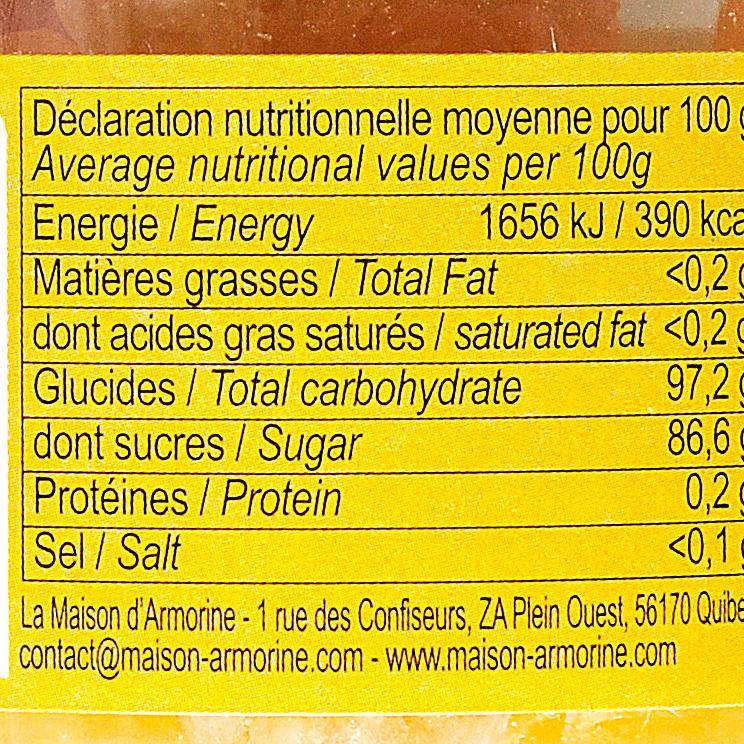 Déclaration nutritionnelle moyenne pour 100 g
Average nutritional values per 100g
Energie / Energy 1656 kJ / 390 kca
Matières grasses / Total Fat <0,2 g
dont acides gras saturés / saturated fat <0,2 g
Glucides / Total carbohydrate 97,2 g
dont sucres / Sugar 86,6 g
Protéines / Protein 0,2 g
Sel / Salt <0,1 g
La Maison d'Armorine - 1 rue des Confiseurs, ZA Plein Ouest, 56170 Quibe
contact@maison-armorine.com - www.maison-armorine.com